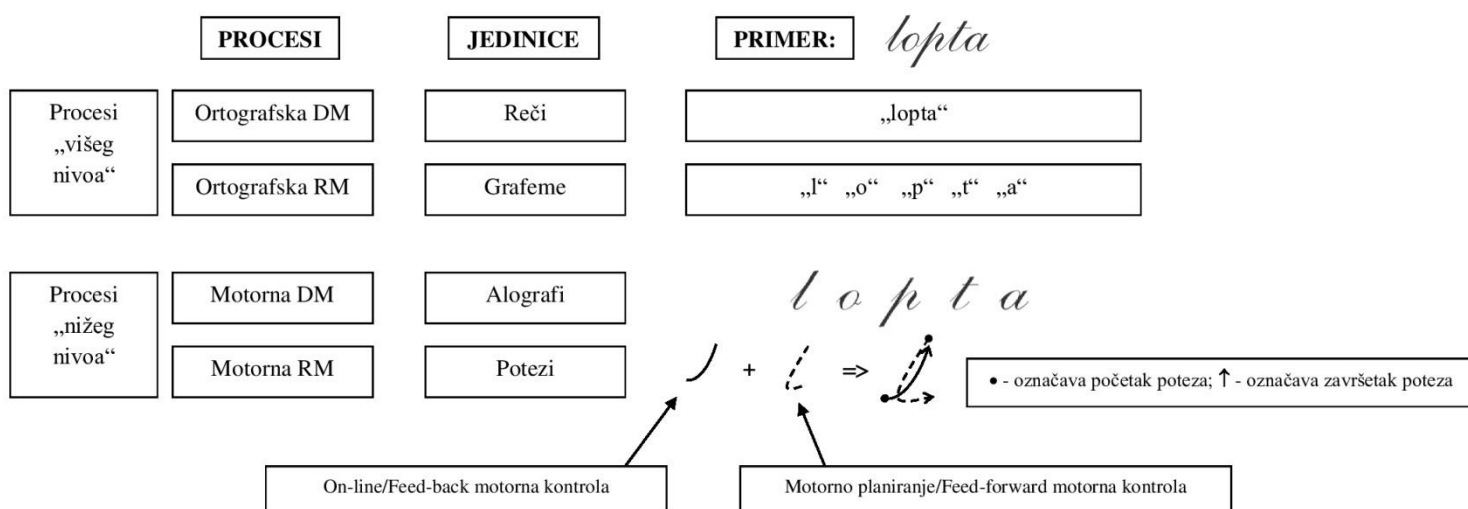 PROCESI JEDINICE PRIMER: lopta
Procesi „višeg nivoa“
Ortografska DM Reči „lopta“
Ortografska RM Grafeme „l“ „o“ „p“ „t“ „a“
Procesi „nižeg nivoa“
Motorna DM Alografi l o p t a
Motorna RM Potezi + =>
• - označava početak poteza; ↑ - označava završetak poteza
On-line/Feed-back motorna kontrola
Motorno planiranje/Feed-forward motorna kontrola